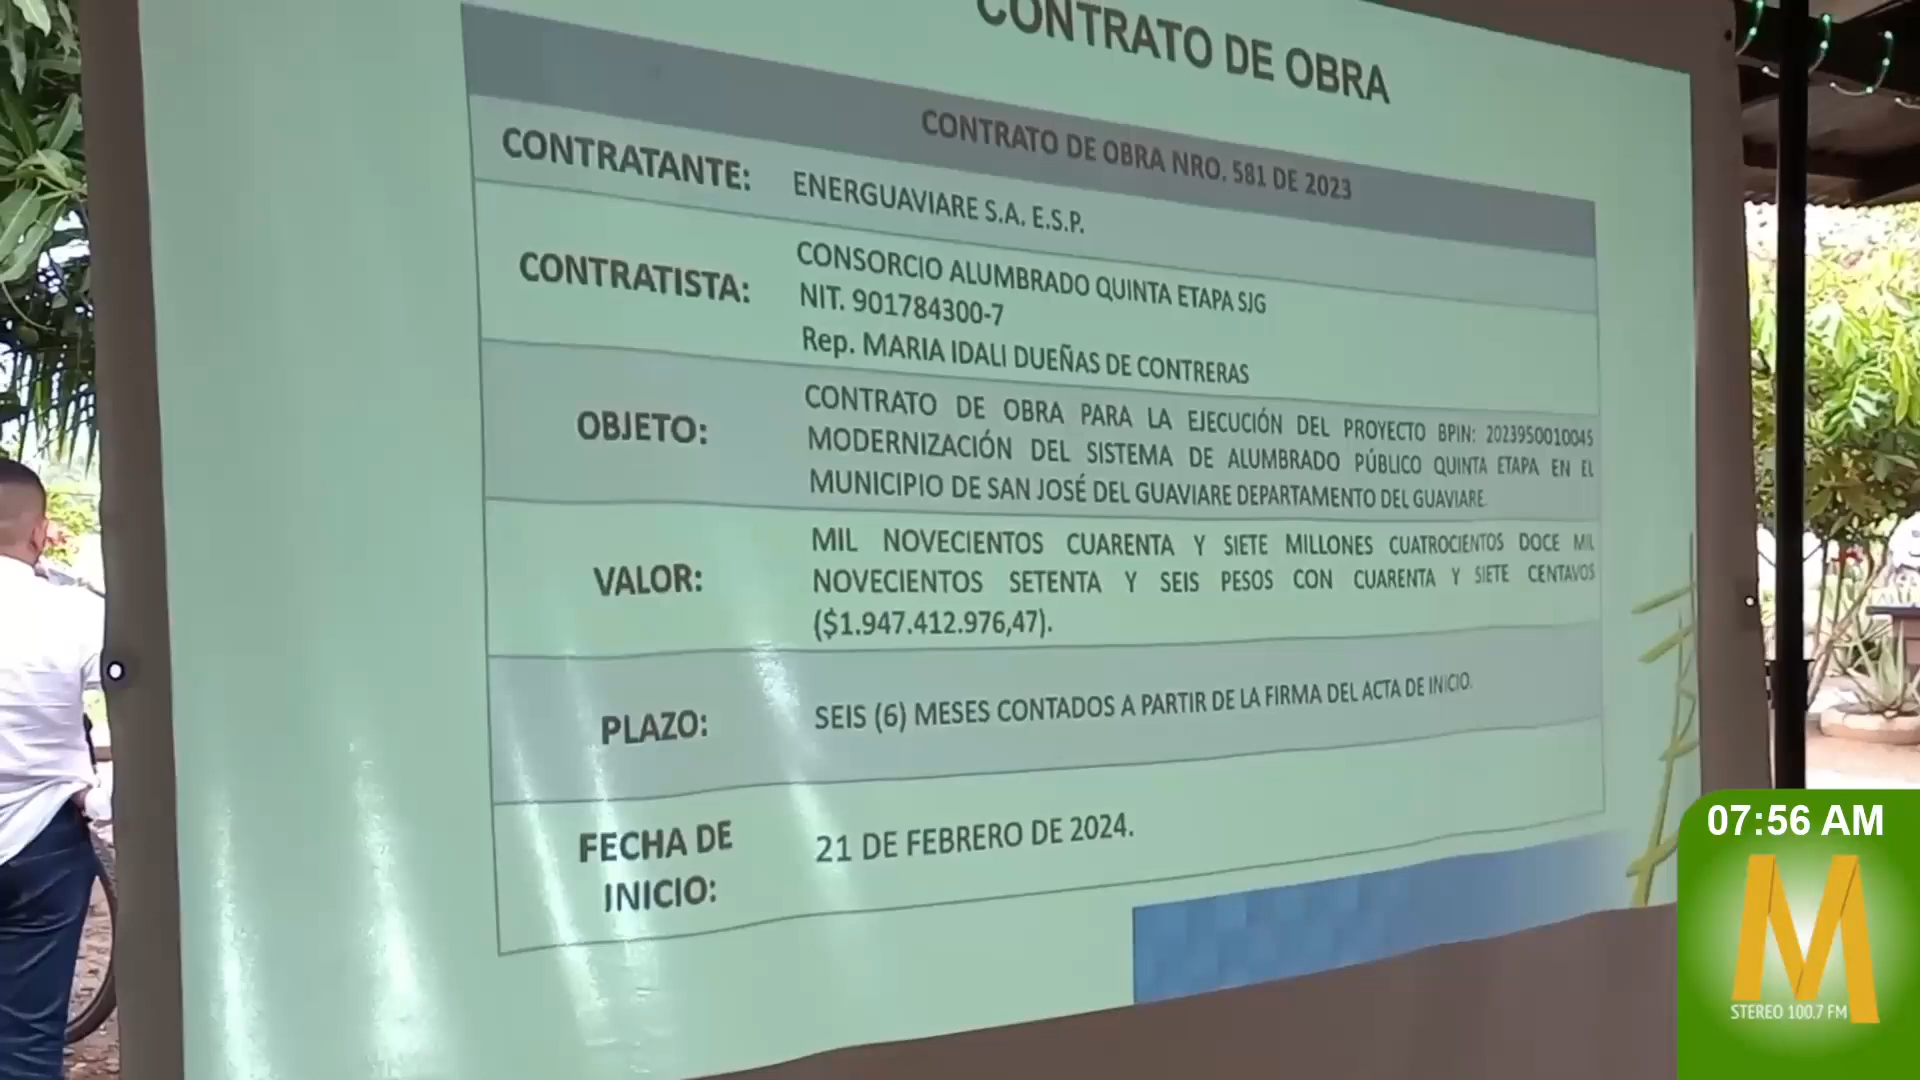 CONTRATO DE OBRA
CONTRATO DE OBRA NRO. 581 DE 2023
CONTRATANTE:
ENERGUAVIARE S.A. E.S.P.
CONTRATISTA:
CONSORCIO ALUMBRADO QUINTA ETAPA SJG
NIT. 901784300-7
Rep. MARIA IDALI DUEÑAS DE CONTRERAS
OBJETO:
CONTRATO DE OBRA PARA LA EJECUCIÓN DEL PROYECTO BPIN: 2023950010045
MODERNIZACIÓN DEL SISTEMA DE ALUMBRADO PÚBLICO QUINTA ETAPA EN EL
MUNICIPIO DE SAN JOSÉ DEL GUAVIARE DEPARTAMENTO DEL GUAVIARE.
VALOR:
MIL NOVECIENTOS CUARENTA Y SIETE MILLONES CUATROCIENTOS DOCE MIL
NOVECIENTOS SETENTA Y SEIS PESOS CON CUARENTA Y SIETE CENTAVOS
($1.947.412.976,47).
PLAZO:
SEIS (6) MESES CONTADOS A PARTIR DE LA FIRMA DEL ACTA DE INICIO.
FECHA DE
INICIO:
21 DE FEBRERO DE 2024.
07:56 AM
M
STEREO 100.7 FM